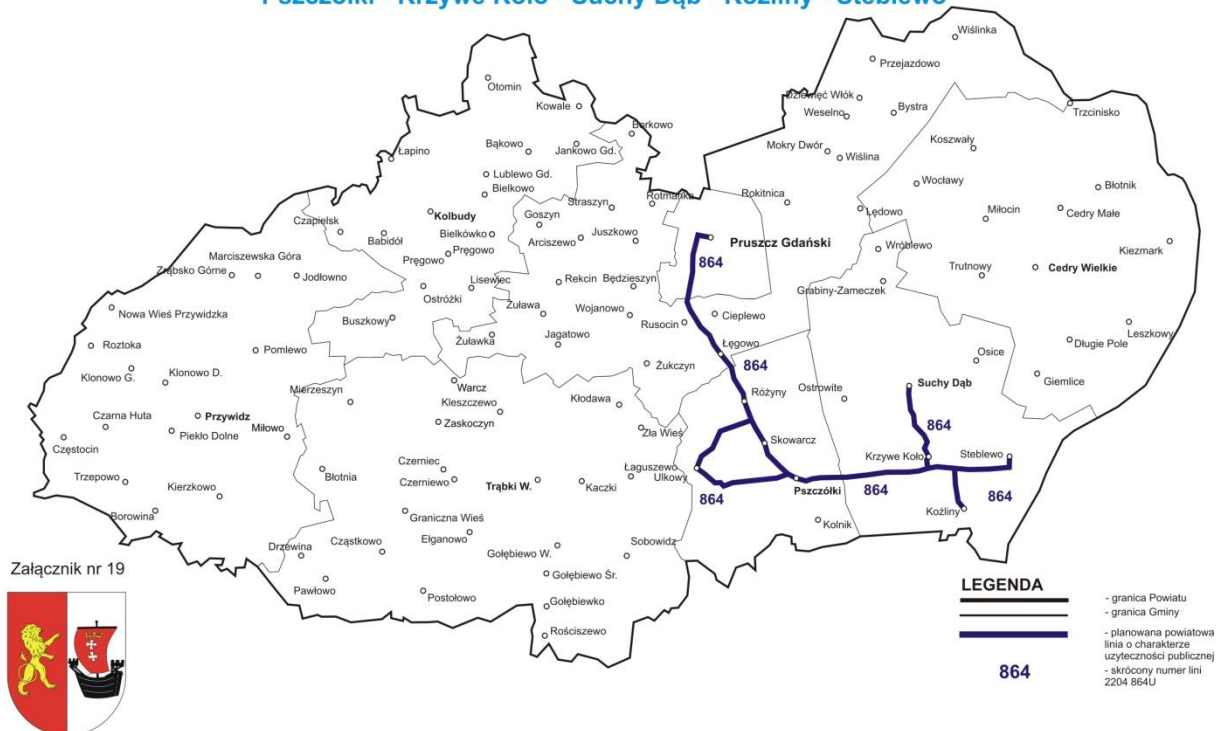 Pszczółki - Krzywe Koło - Suchy Dąb - Koźliny - Steblewo
Wiślinka
Przejazdowo
Otomin
Dziewięć Włók
Kowale
Bystra
Trzcinisko
Weselno
Borkowo
Koszwały
Bąkowo
Jankowo Gd.
Mokry Dwór
Wiślina
Łapino
Lublewo Gd.
Wocławy
Błotnik
Bielkowo
Straszyn
Rotmanka
Rokitnica
Czapielsk
Kolbudy
Goszyn
Lędowo
Miłocin
Cedry Małe
Babidół
Bielkówko
Arciszewo
Juszkowo
Pruszcz Gdański
Wróblewo
Kiezmark
Marciszewska Góra
Pręgowo
Pręgowo
864
Zrąbsko Górne
Jodłowno
Lisewiec
Rekcin
Będzieszyn
Trutnowy
Cedry Wielkie
Ostróżki
Grabiny-Zameczek
Nowa Wieś Przywidzka
Buszkowy
Żuława
Wojanowo
Rusocin
Cieplewo
Leszkowy
Żuławka
Jagatowo
Roztoka
Pomlewo
Łęgowo
Długie Pole
Osice
Klonowo G.
Klonowo D.
Żukczyn
864
Giemlice
Mierzeszyn
Warcz
Kleszczewo
Kłodawa
Różyny
Ostrowite
Suchy Dąb
Czarna Huta
Przywidz
Zaskoczyn
Częstocin
Piekło Dolne
Miłowo
Zła Wieś
Skowarcz
864
Krzywe Koło
Steblewo
Czerniec
Łaguszewo
Ulkowy
Trzepowo
Kierzkowo
Błotnia
Czerniewo
Trąbki W.
Kaczki
Pszczółki
864
864
864
Borowina
Graniczna Wieś
Koźliny
Kolnik
Drzewina
Cząstkowo
Ełganowo
Gołębiewo W.
Sobowidz
Załącznik nr 19
Pawłowo
Postołowo
Gołębiewo Śr.
Gołębiewko
Rościszewo
LEGENDA
- granica Powiatu
- granica Gminy
- planowana powiatowa
linia o charakterze
uzyteczności publicznej
864
- skrócony numer lini
2204 864U